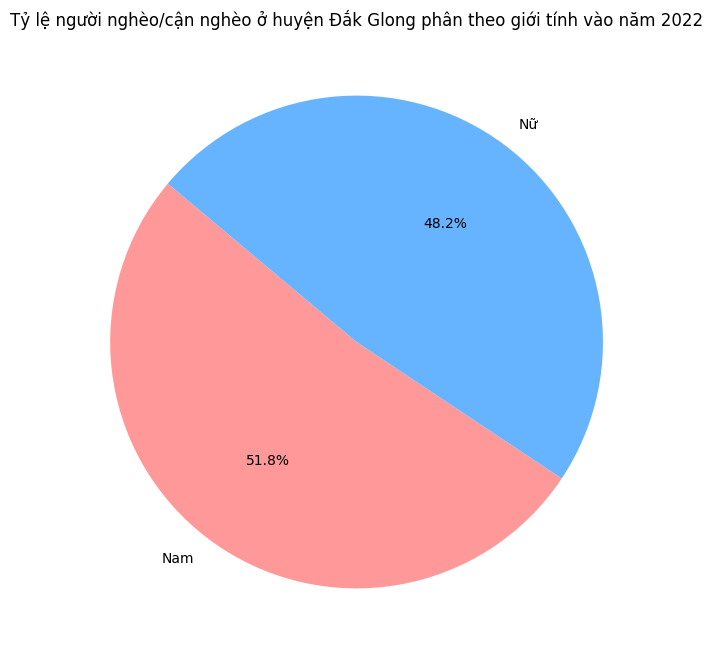 Tỷ lệ người nghèo/cận nghèo ở huyện Đắk Glong phân theo giới tính vào năm 2022
Nữ
48.2%
51.8%
Nam